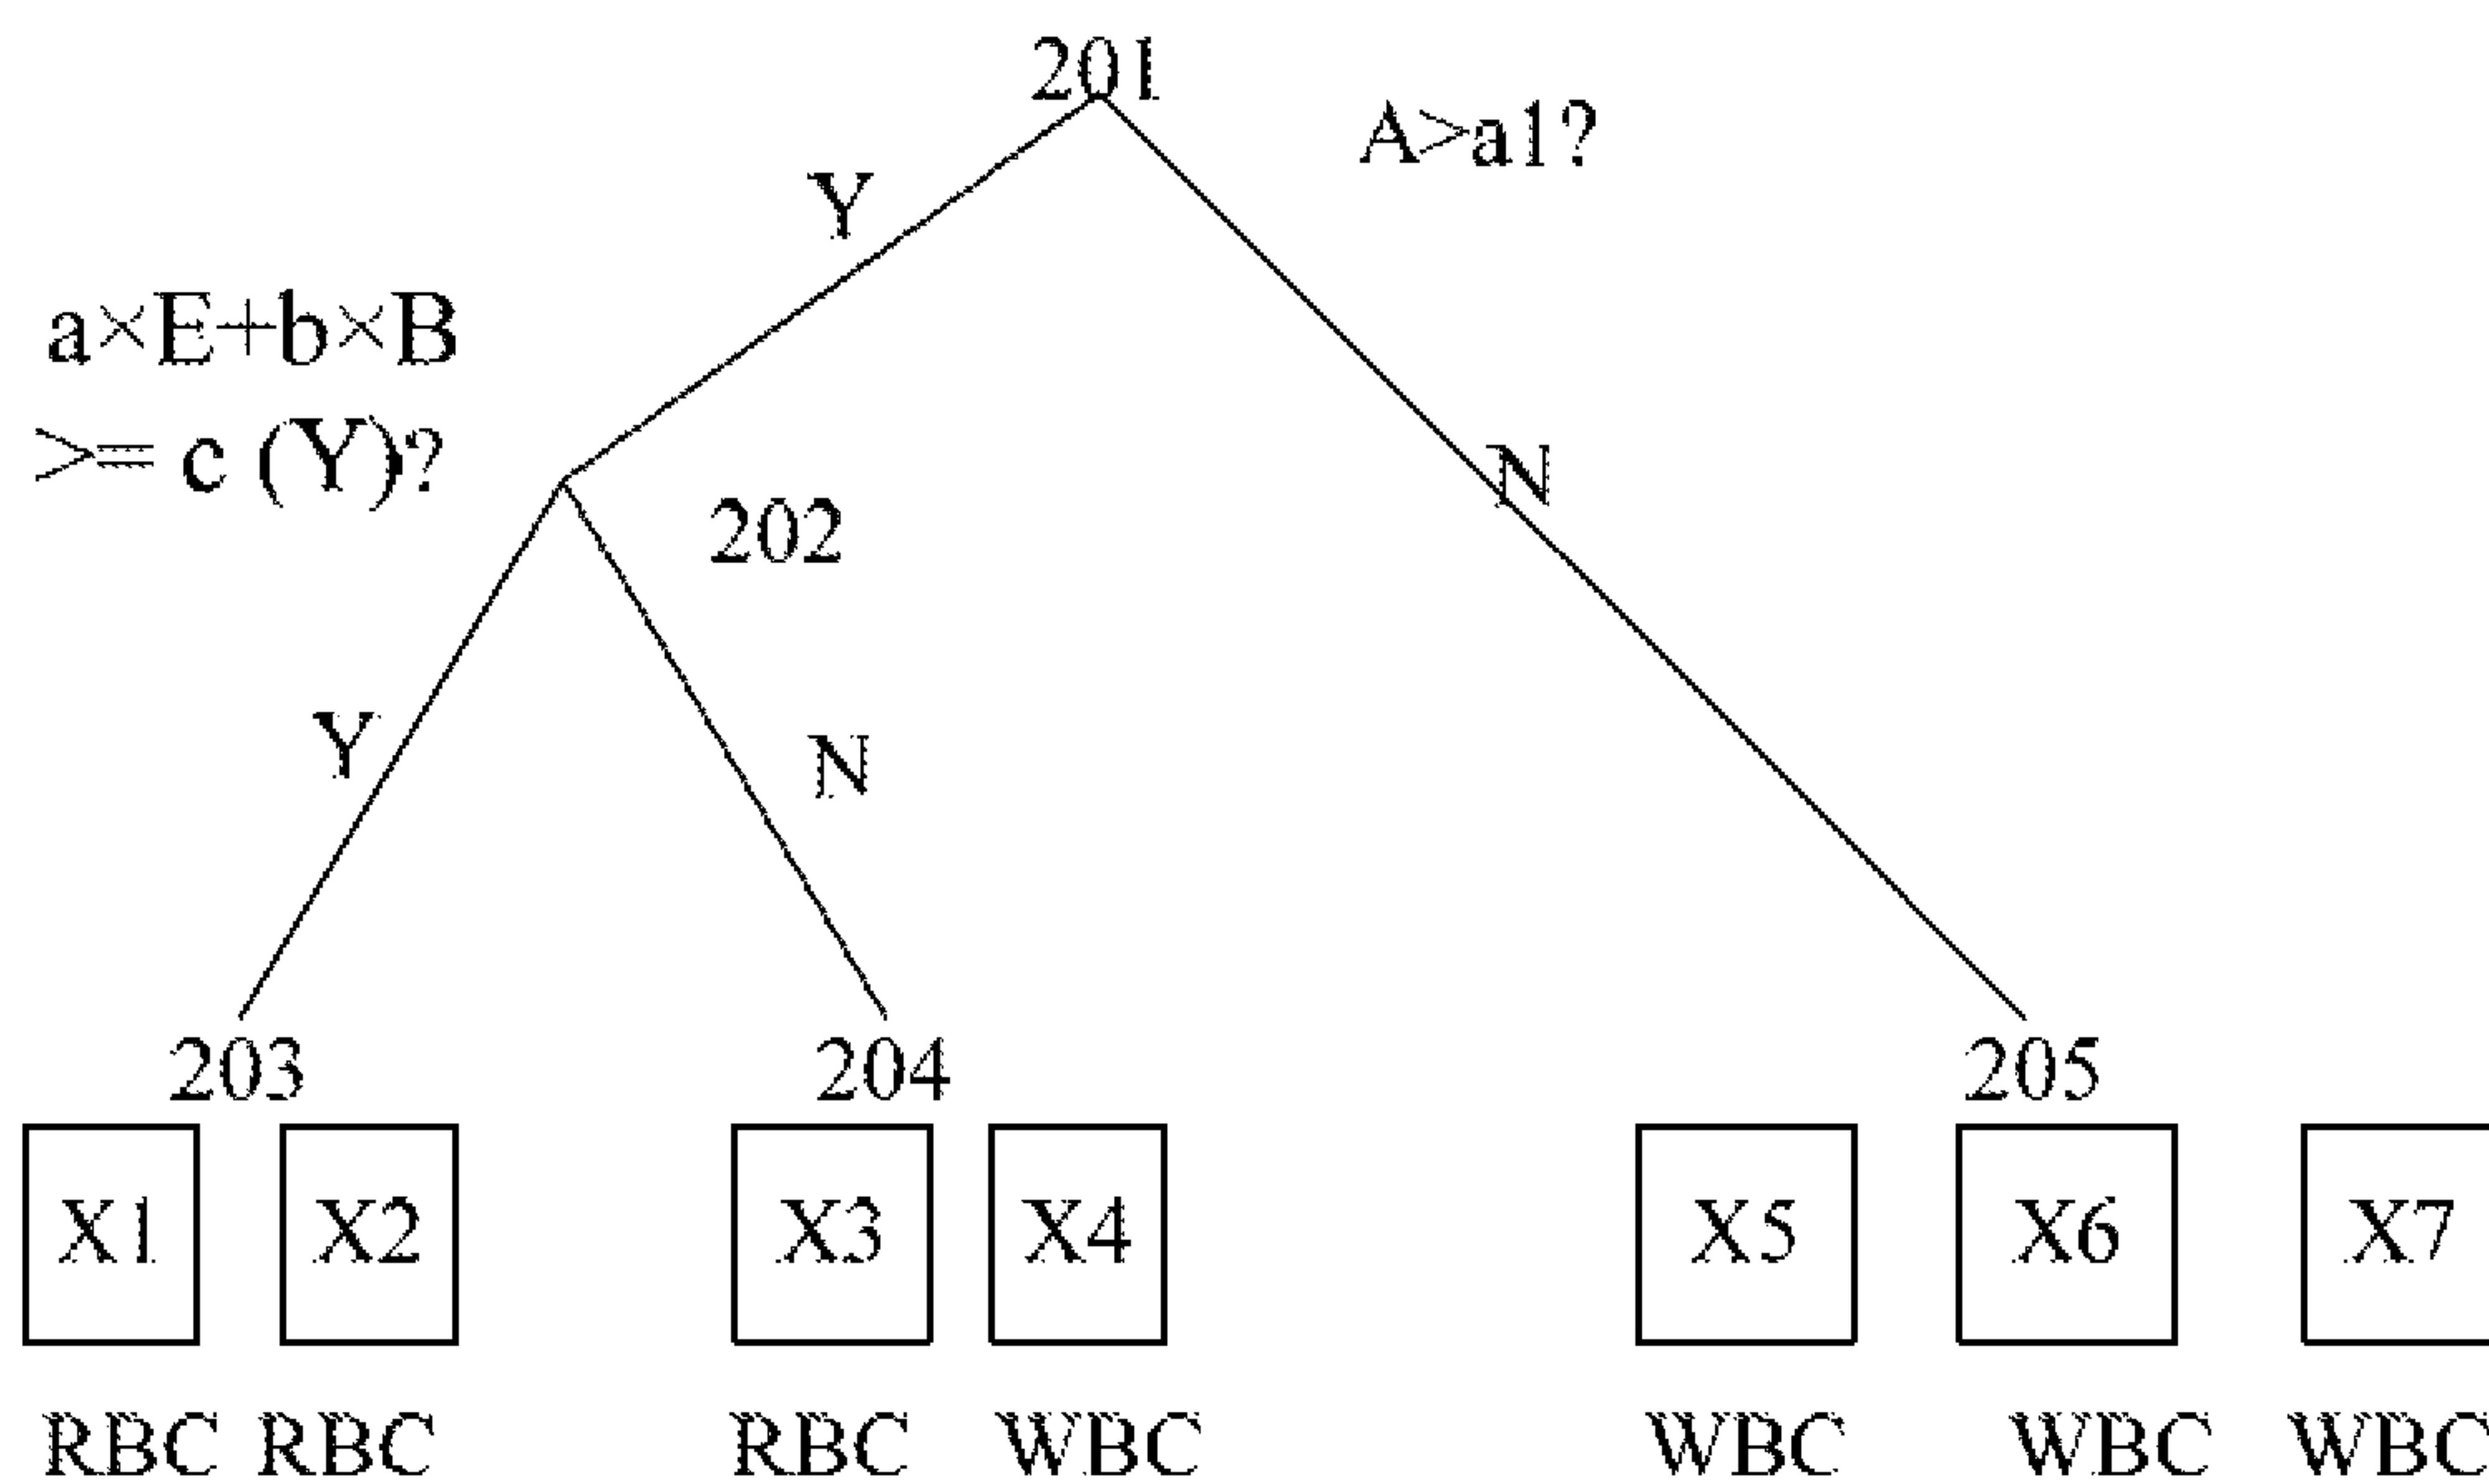 201
A>a1?
Y
a×E+b×B
>= c (Y)?
N
202
Y
N
203 204 205
X1 X2 X3 X4 X5 X6 X7
RBC RBC RBC WBC WBC WBC WBC